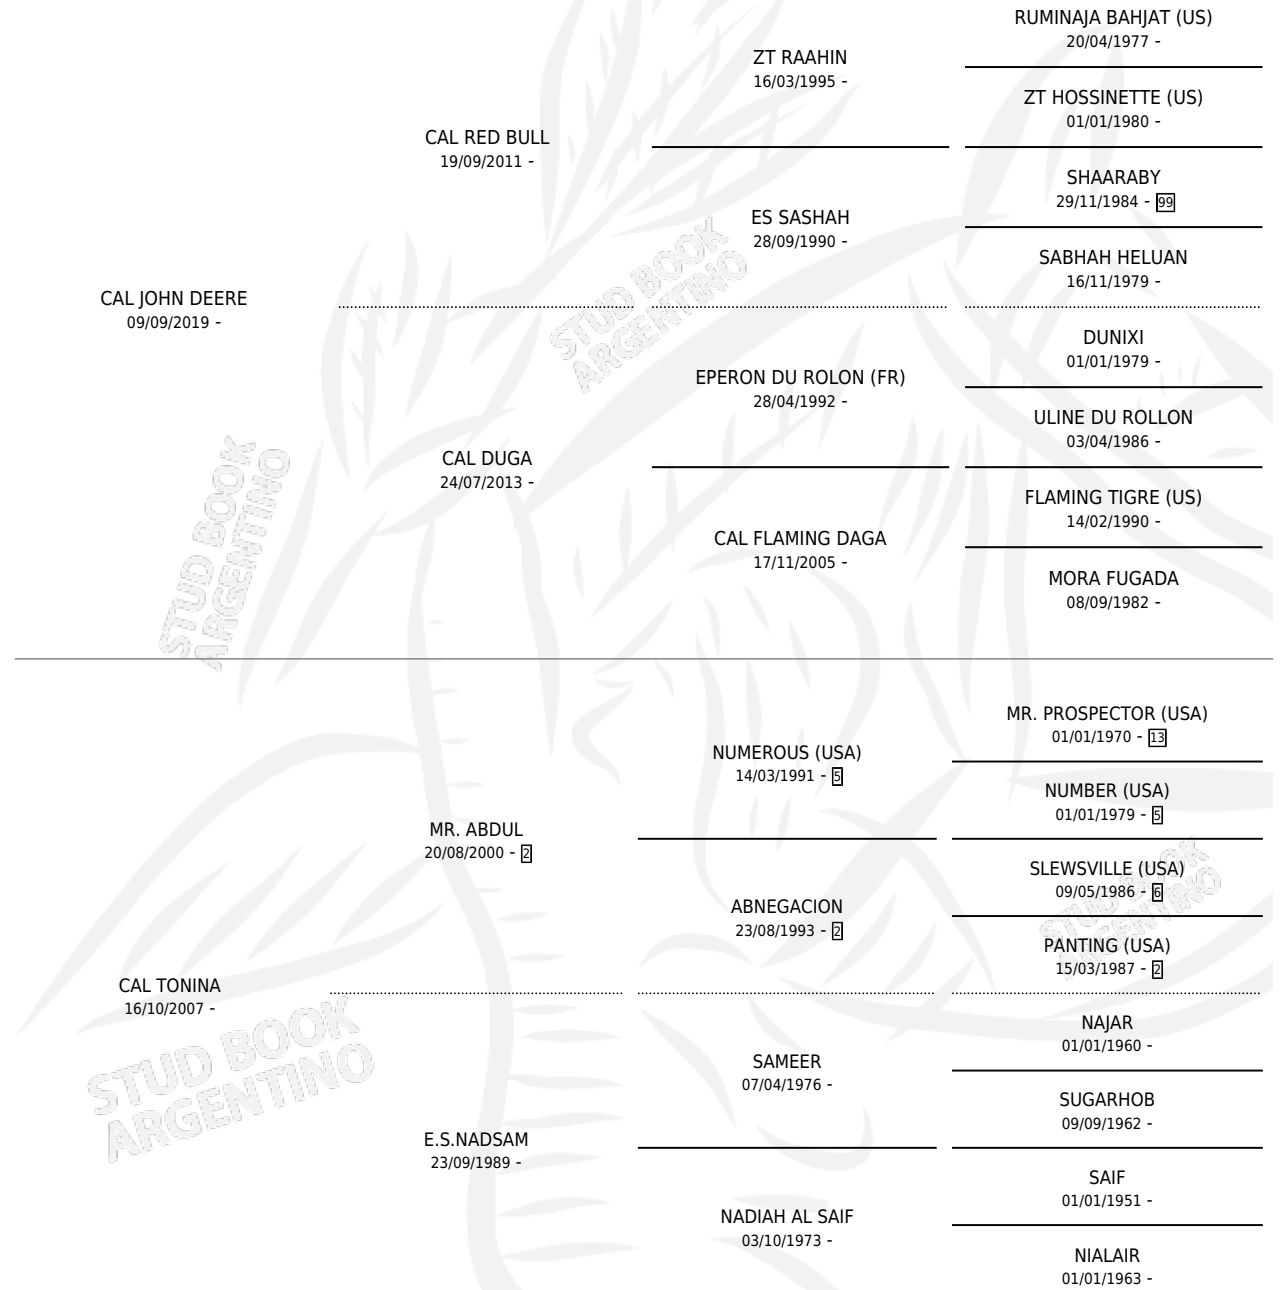 RUMINAJA BAHJAT (US)
20/04/1977 -
ZT RAAHIN
16/03/1995 -
ZT HOSSINETTE (US)
01/01/1980 -
CAL RED BULL
19/09/2011 -
SHAARABY
29/11/1984 - 99
ES SASHAH
28/09/1990 -
SABHAH HELUAN
16/11/1979 -
CAL JOHN DEERE
09/09/2019 -
DUNIXI
01/01/1979 -
EPERON DU ROLON (FR)
28/04/1992 -
ULINE DU ROLLON
03/04/1986 -
CAL DUGA
24/07/2013 -
FLAMING TIGRE (US)
14/02/1990 -
CAL FLAMING DAGA
17/11/2005 -
MORA FUGADA
08/09/1982 -
MR. PROSPECTOR (USA)
01/01/1970 - 13
NUMEROUS (USA)
14/03/1991 - 5
NUMBER (USA)
01/01/1979 - 5
MR. ABDUL
20/08/2000 - 2
SLEWSVILLE (USA)
09/05/1986 - 6
ABNEGACION
23/08/1993 - 2
PANTING (USA)
15/03/1987 - 2
CAL TONINA
16/10/2007 -
NAJAR
01/01/1960 -
SAMEER
07/04/1976 -
SUGARHOB
09/09/1962 -
E.S.NADSAM
23/09/1989 -
SAIF
01/01/1951 -
NADIAH AL SAIF
03/10/1973 -
NIALAIR
01/01/1963 -
STUD BOOK
ARGENTINO
STUD BOOK
ARGENTINO
STUD BOOK
ARGENTINO
STUD BOOK
ARGENTINO